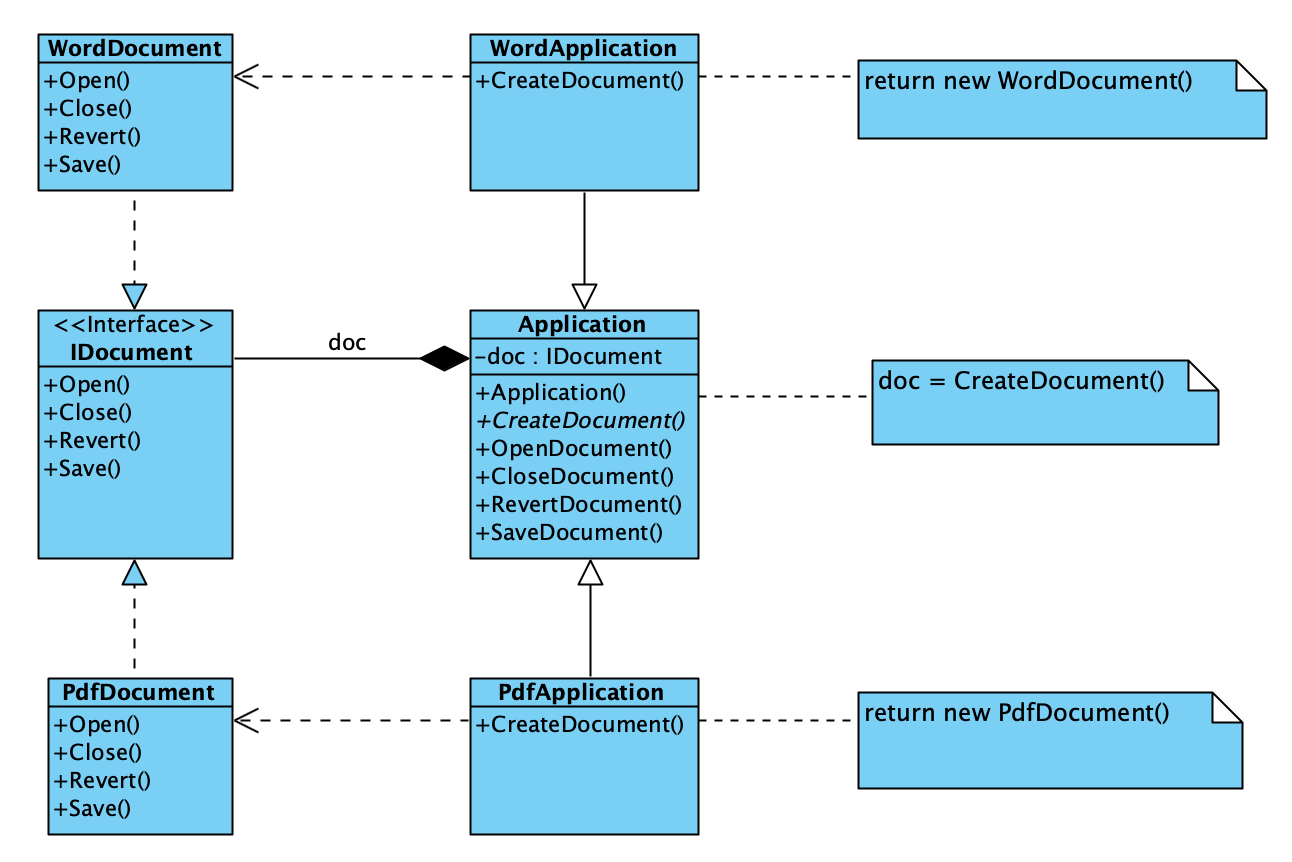 WordDocument
+Open()
+Close()
+Revert()
+Save()
WordApplication
+CreateDocument()
return new WordDocument()
<<Interface>>
IDocument
+Open()
+Close()
+Revert()
+Save()
doc
Application
-doc : IDocument
+Application()
+CreateDocument()
+OpenDocument()
+CloseDocument()
+RevertDocument()
+SaveDocument()
doc = CreateDocument()
PdfDocument
+Open()
+Close()
+Revert()
+Save()
PdfApplication
+CreateDocument()
return new PdfDocument()